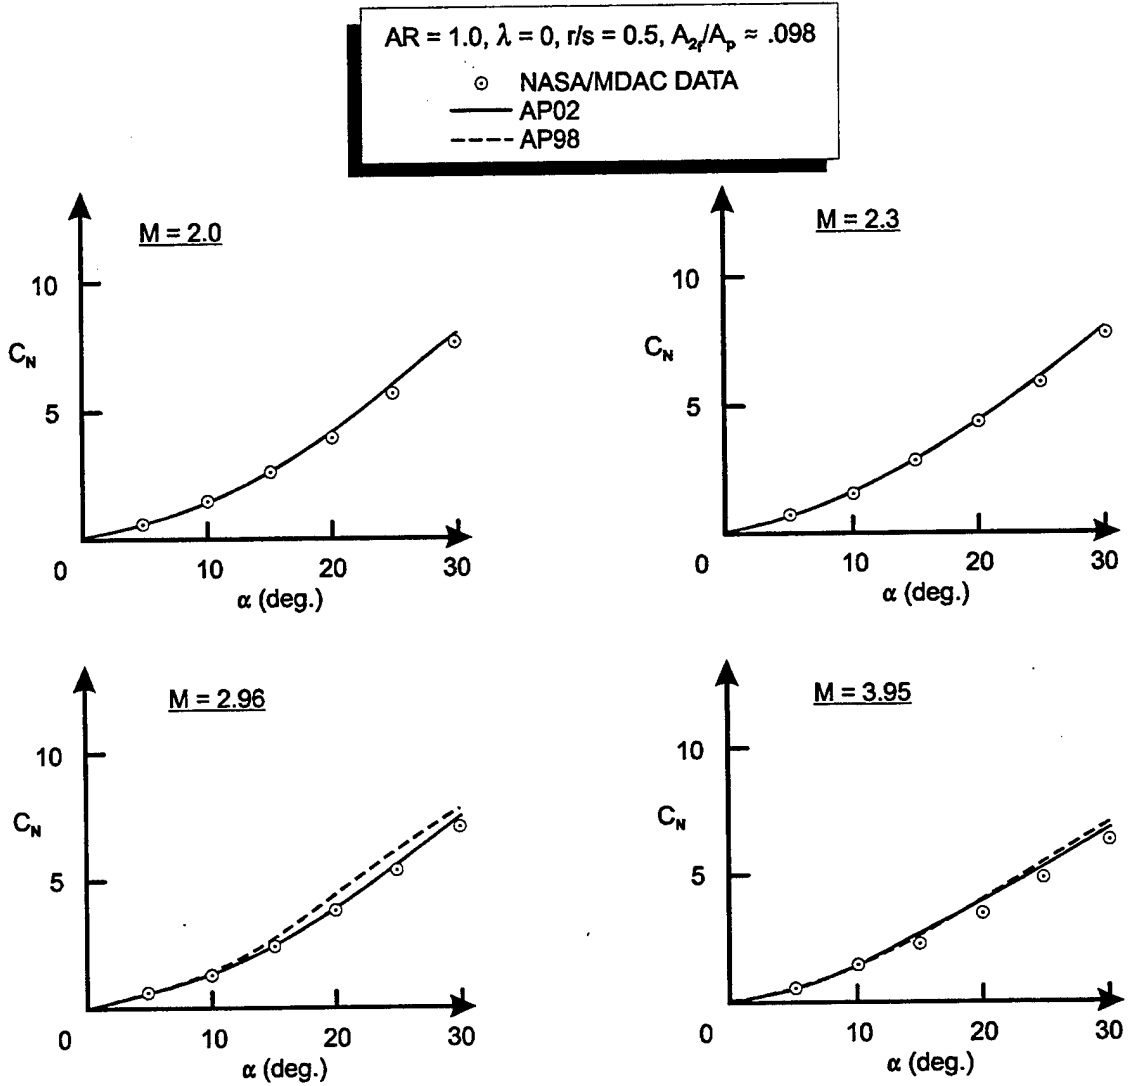 AR = 1.0, λ = 0, r/s = 0.5, A₂f/Aₚ ≈ .098
NASA/MDAC DATA
AP02
AP98
M = 2.0
10
C_N
5
0
10
20
30
α (deg.)
M = 2.3
10
C_N
5
0
10
20
30
α (deg.)
M = 2.96
10
C_N
5
0
10
20
30
α (deg.)
M = 3.95
10
C_N
5
0
10
20
30
α (deg.)